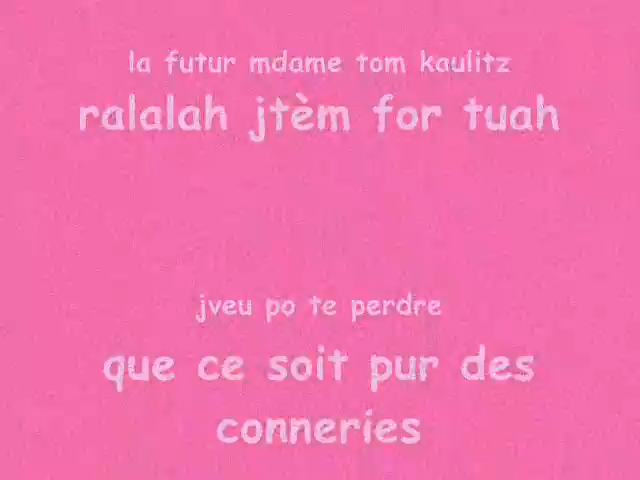 la futur mdame tom kaulitz
ralalah jtèm for tuah
jveu po te perdre
que ce soit pur des
conneries